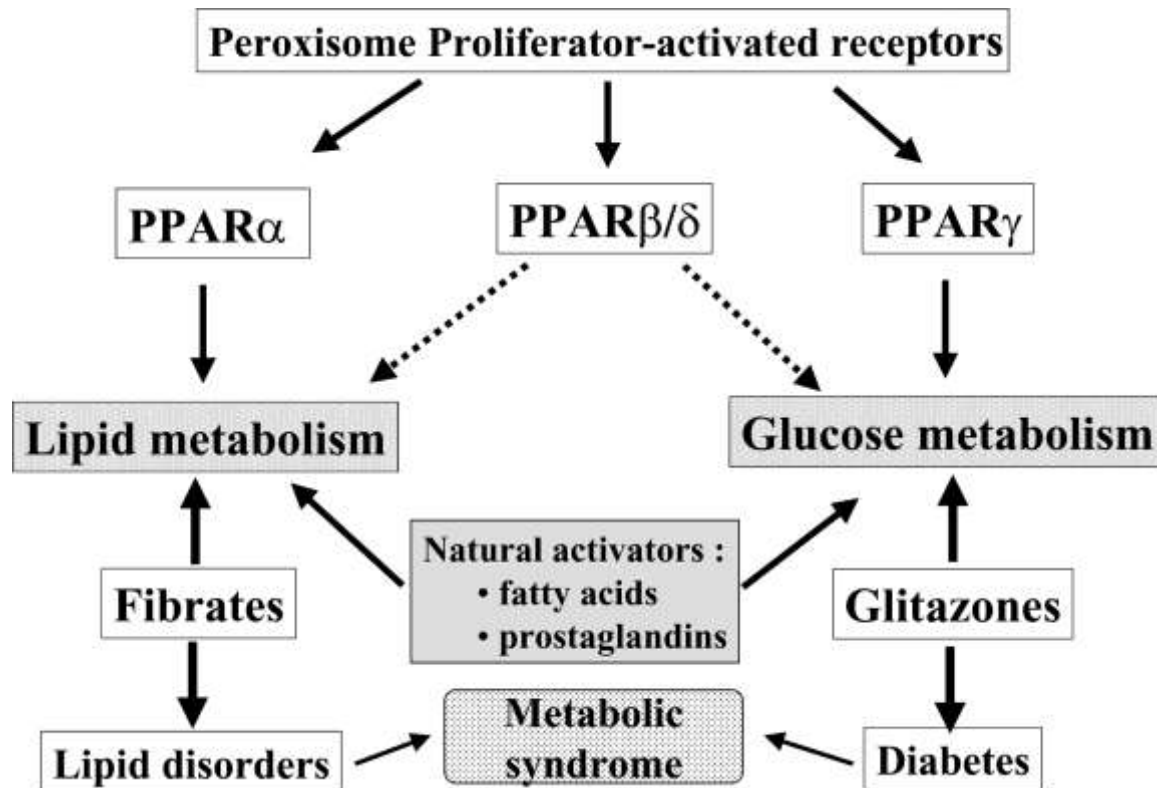 Peroxisome Proliferator-activated receptors
PPARα
PPARβ/δ
PPARγ
Lipid metabolism
Glucose metabolism
Natural activators :
• fatty acids
• prostaglandins
Fibrates
Glitazones
Lipid disorders
Metabolic
syndrome
Diabetes